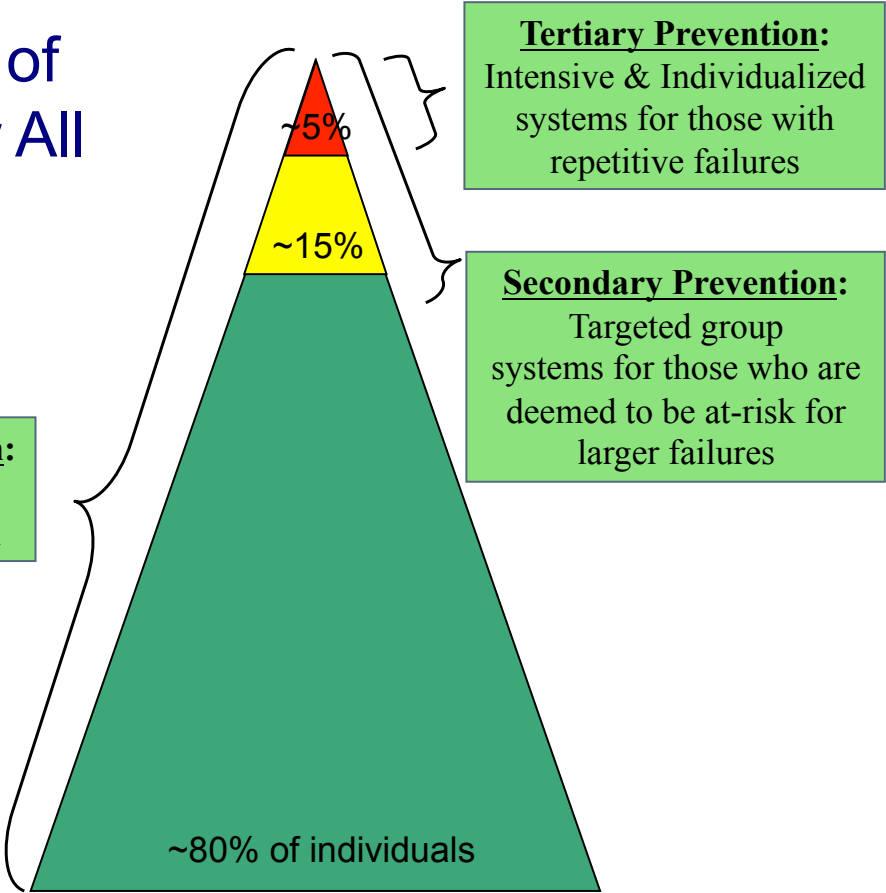 of
All
~5%
Tertiary Prevention:
Intensive & Individualized
systems for those with
repetitive failures
~15%
Secondary Prevention:
Targeted group
systems for those who are
deemed to be at-risk for
larger failures
~80% of individuals